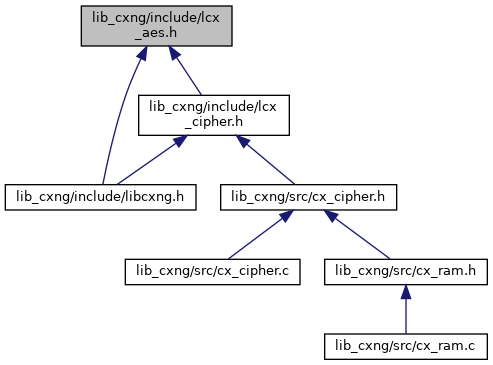 lib_cxng/include/lcx
_aes.h
lib_cxng/include/lcx
_cipher.h
lib_cxng/include/libcxng.h
lib_cxng/src/cx_cipher.h
lib_cxng/src/cx_cipher.c
lib_cxng/src/cx_ram.h
lib_cxng/src/cx_ram.c